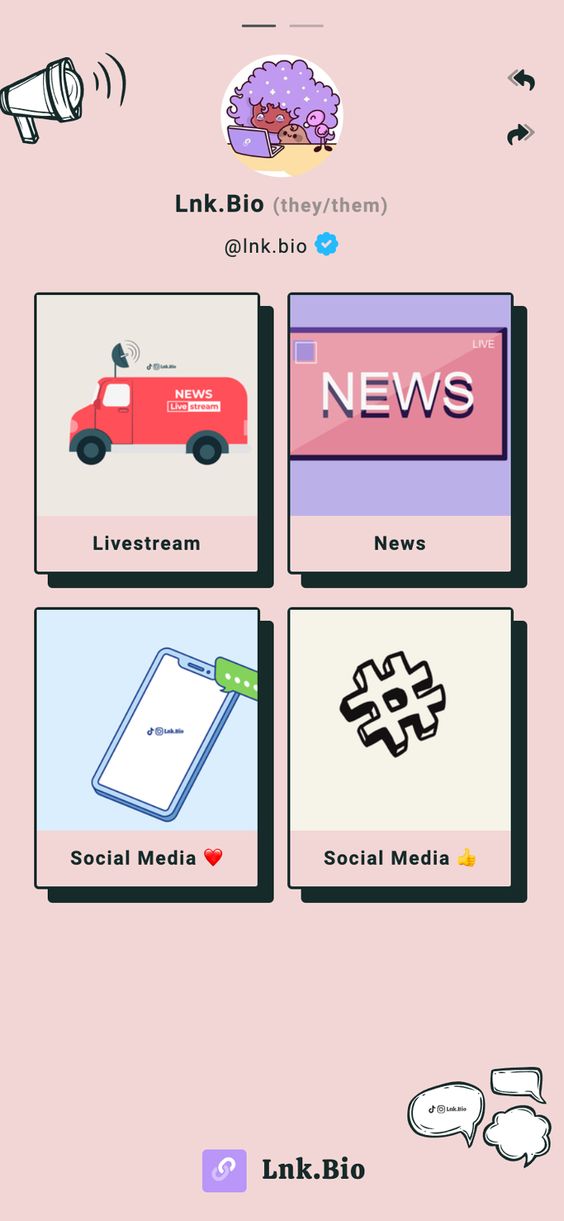 Lnk.Bio (they/them)
@lnk.bio
Lnk.Bio
NEWS
Live stream
LIVE
NEWS
Livestream
News
Lnk.Bio
Social Media ❤️
Social Media 👍
Lnk.Bio
Lnk.Bio